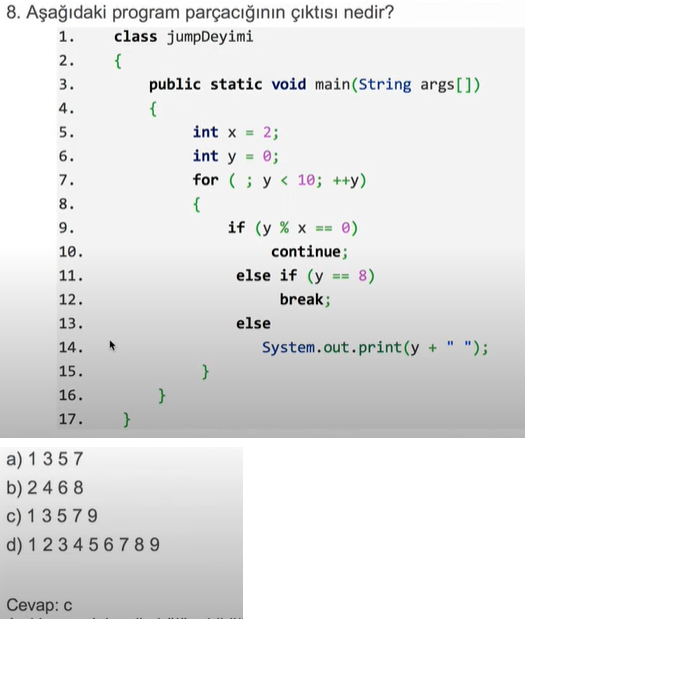 8. Aşağıdaki program parçacığının çıktısı nedir?
1. class jumpDeyimi
2. {
3. public static void main(String args[])
4. {
5. int x = 2;
6. int y = 0;
7. for ( ; y < 10; ++y)
8. {
9. if (y % x == 0)
10. continue;
11. else if (y == 8)
12. break;
13. else
14. System.out.print(y + " ");
15. }
16. }
17. }
a) 1 3 5 7
b) 2 4 6 8
c) 1 3 5 7 9
d) 1 2 3 4 5 6 7 8 9
Cevap: c